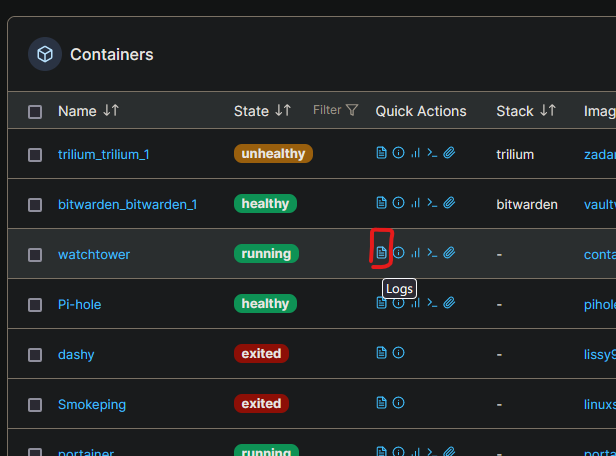 Containers
Name State Filter Quick Actions Stack Imag
trilium_trilium_1 unhealthy trilium zadar
bitwarden_bitwarden_1 healthy bitwarden vaultv
watchtower running - conta
Logs
Pi-hole healthy - pihole
dashy exited - lissy9
Smokeping exited - linuxs
portainer running - porta